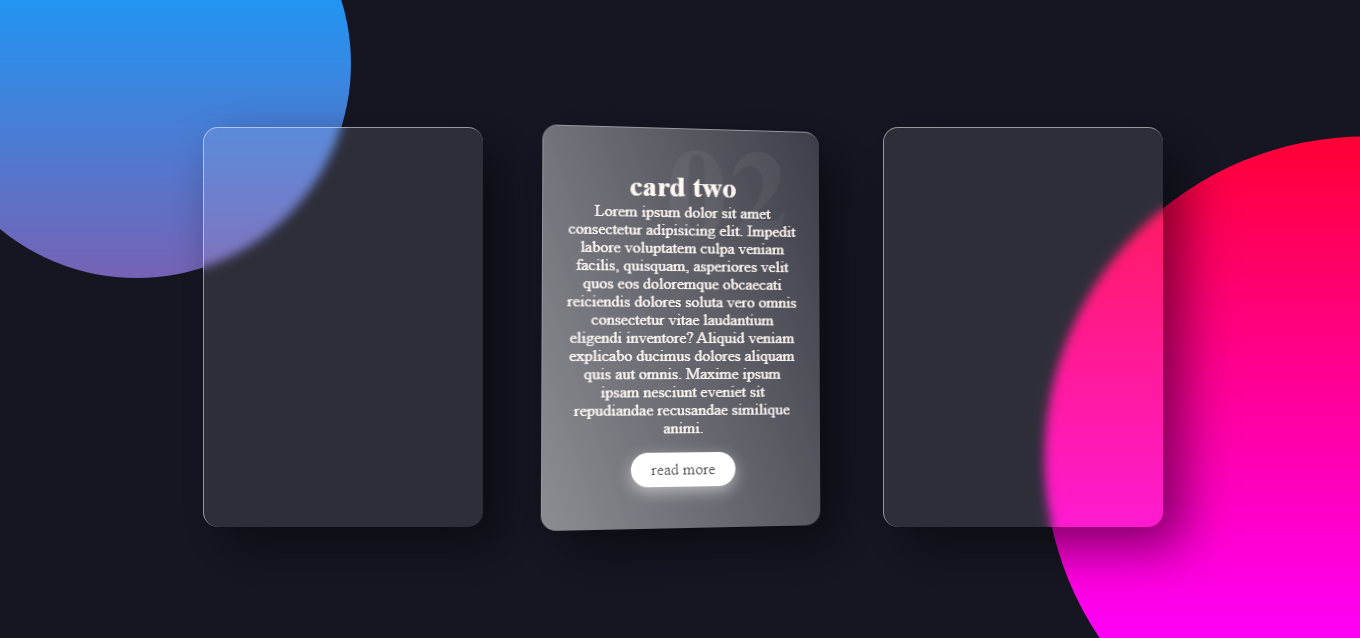 02
card two
Lorem ipsum dolor sit amet
consectetur adipisicing elit. Impedit
labore voluptatem culpa veniam
facilis, quisquam, asperiores velit
quos eos doloremque obcaecati
reiciendis dolores soluta vero omnis
consectetur vitae laudantium
eligendi inventore? Aliquid veniam
explicabo ducimus dolores aliquam
quis aut omnis. Maxime ipsum
ipsam nesciunt eveniet sit
repudiandae recusandae similique
animi.
read more